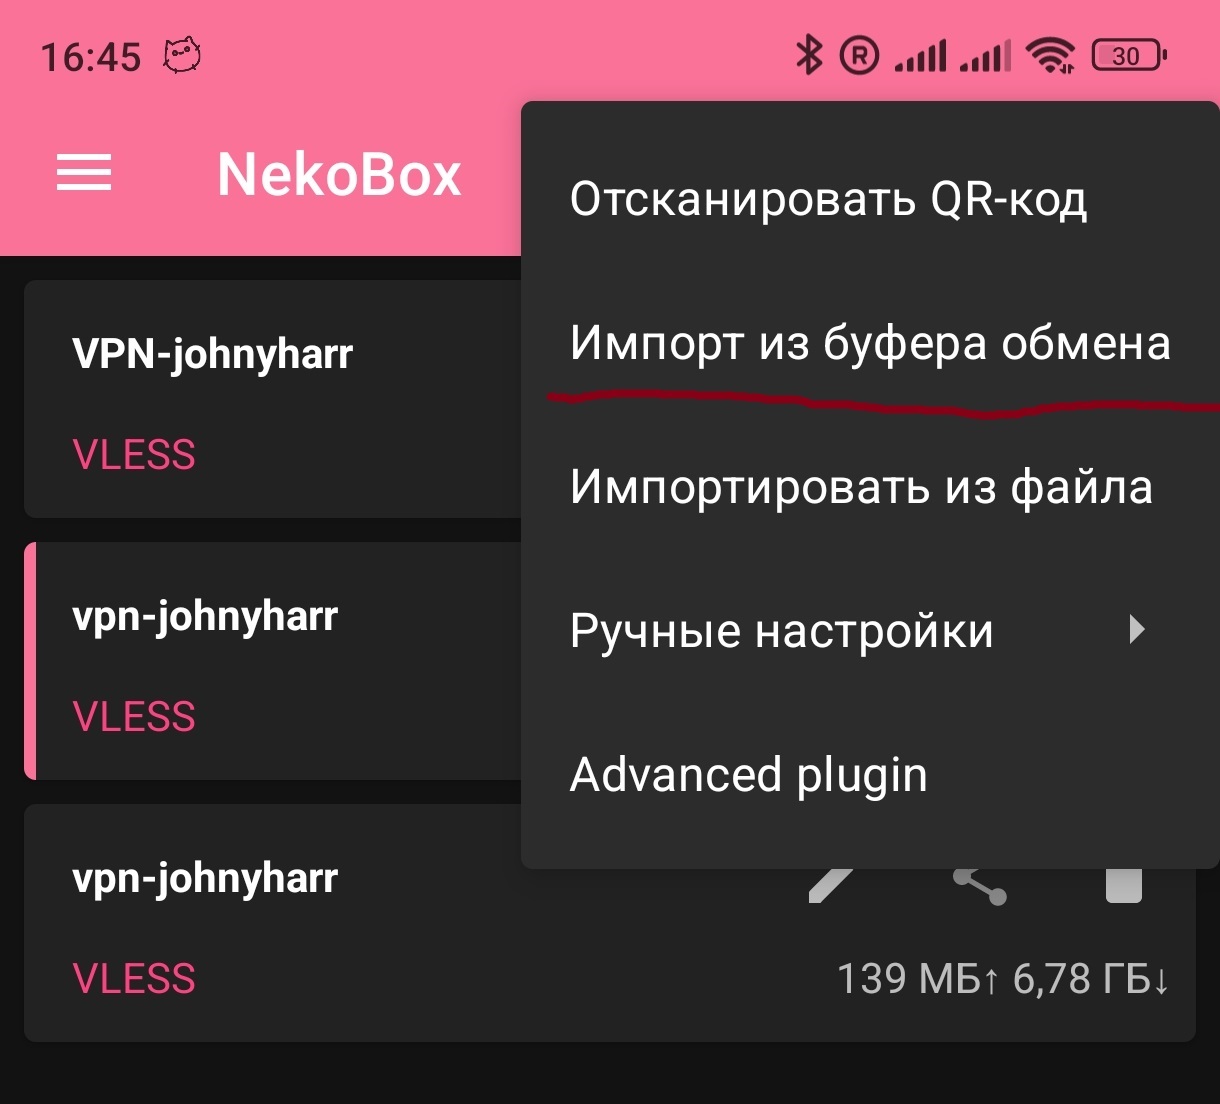 16:45
30
NekoBox
Отсканировать QR-код
Импорт из буфера обмена
Импортировать из файла
Ручные настройки
Advanced plugin
VPN-johnyharr
VLESS
vpn-johnyharr
VLESS
vpn-johnyharr
VLESS 139 МБ↑ 6,78 ГБ↓